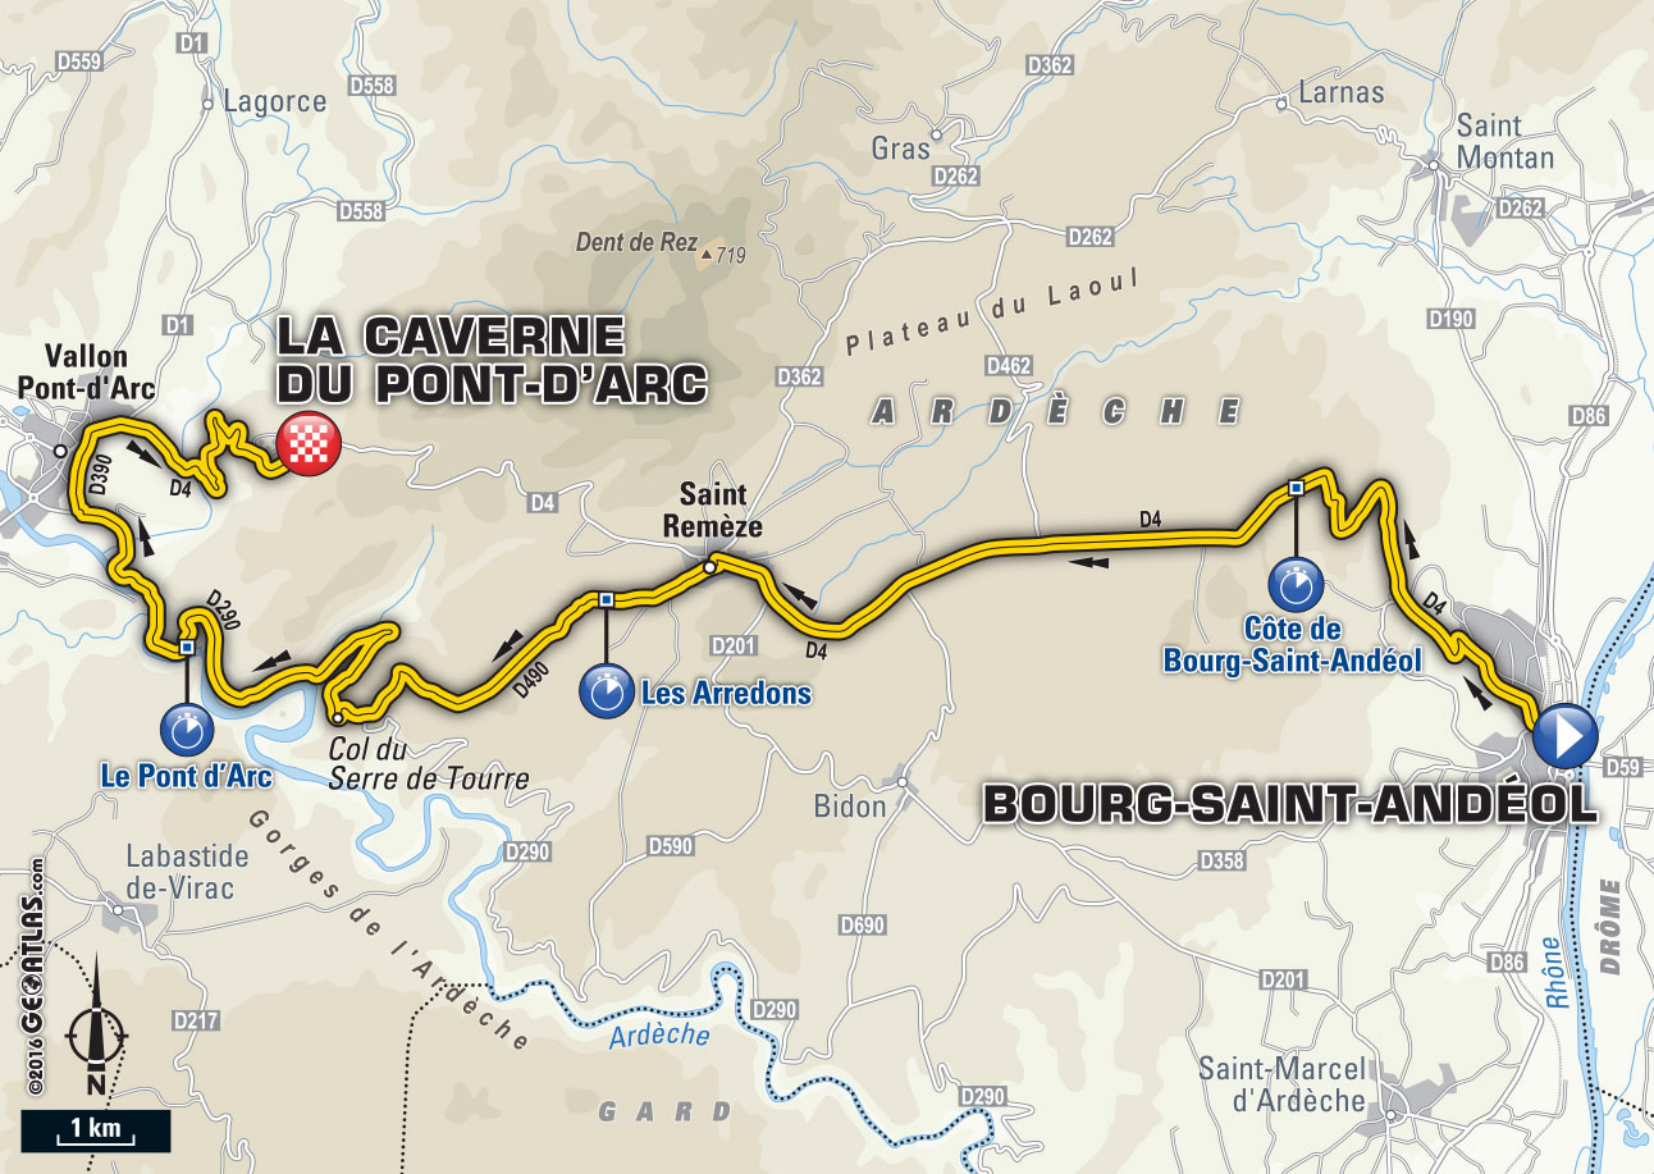 D559
D1
D558
Lagorce
D362
Larnas
Gras
Saint
Montan
D262
D262
D558
D262
Dent de Rez
719
Plateau du Laoul
D1
D190
LA CAVERNE
DU PONT-D'ARC
Vallon
Pont-d'Arc
D362
D462
ARDÈCHE
D86
D390
D4
D4
Saint
Remèze
D4
D290
D4
Côte de
Bourg-Saint-Andéol
D201
D4
D490
Les Arredons
Col du
Serre de Tourre
Le Pont d'Arc
D59
BOURG-SAINT-ANDÉOL
Bidon
Gorges de l'Ardèche
D290
D590
D358
Labastide
de-Virac
D690
DRÔME
Rhône
D86
D201
D217
D290
Ardèche
©2016 GEOATLAS.com
N
Saint-Marcel
d'Ardèche
D290
GARD
1 km